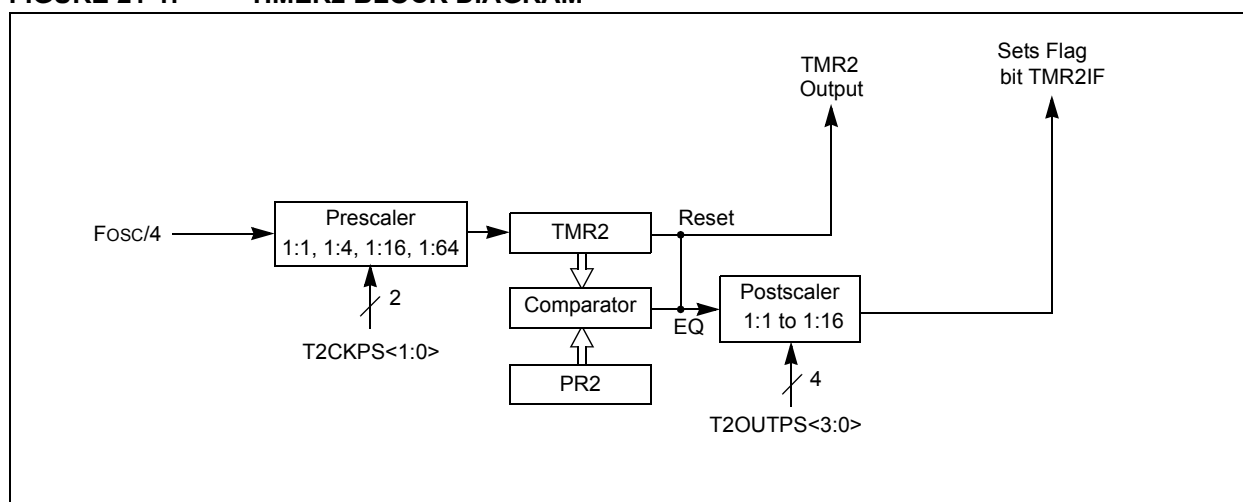 TMR2
Output
Sets Flag
bit TMR2IF
Fosc/4
Prescaler
1:1, 1:4, 1:16, 1:64
2
T2CKPS<1:0>
TMR2
Reset
Comparator
EQ
PR2
Postscaler
1:1 to 1:16
4
T2OUTPS<3:0>